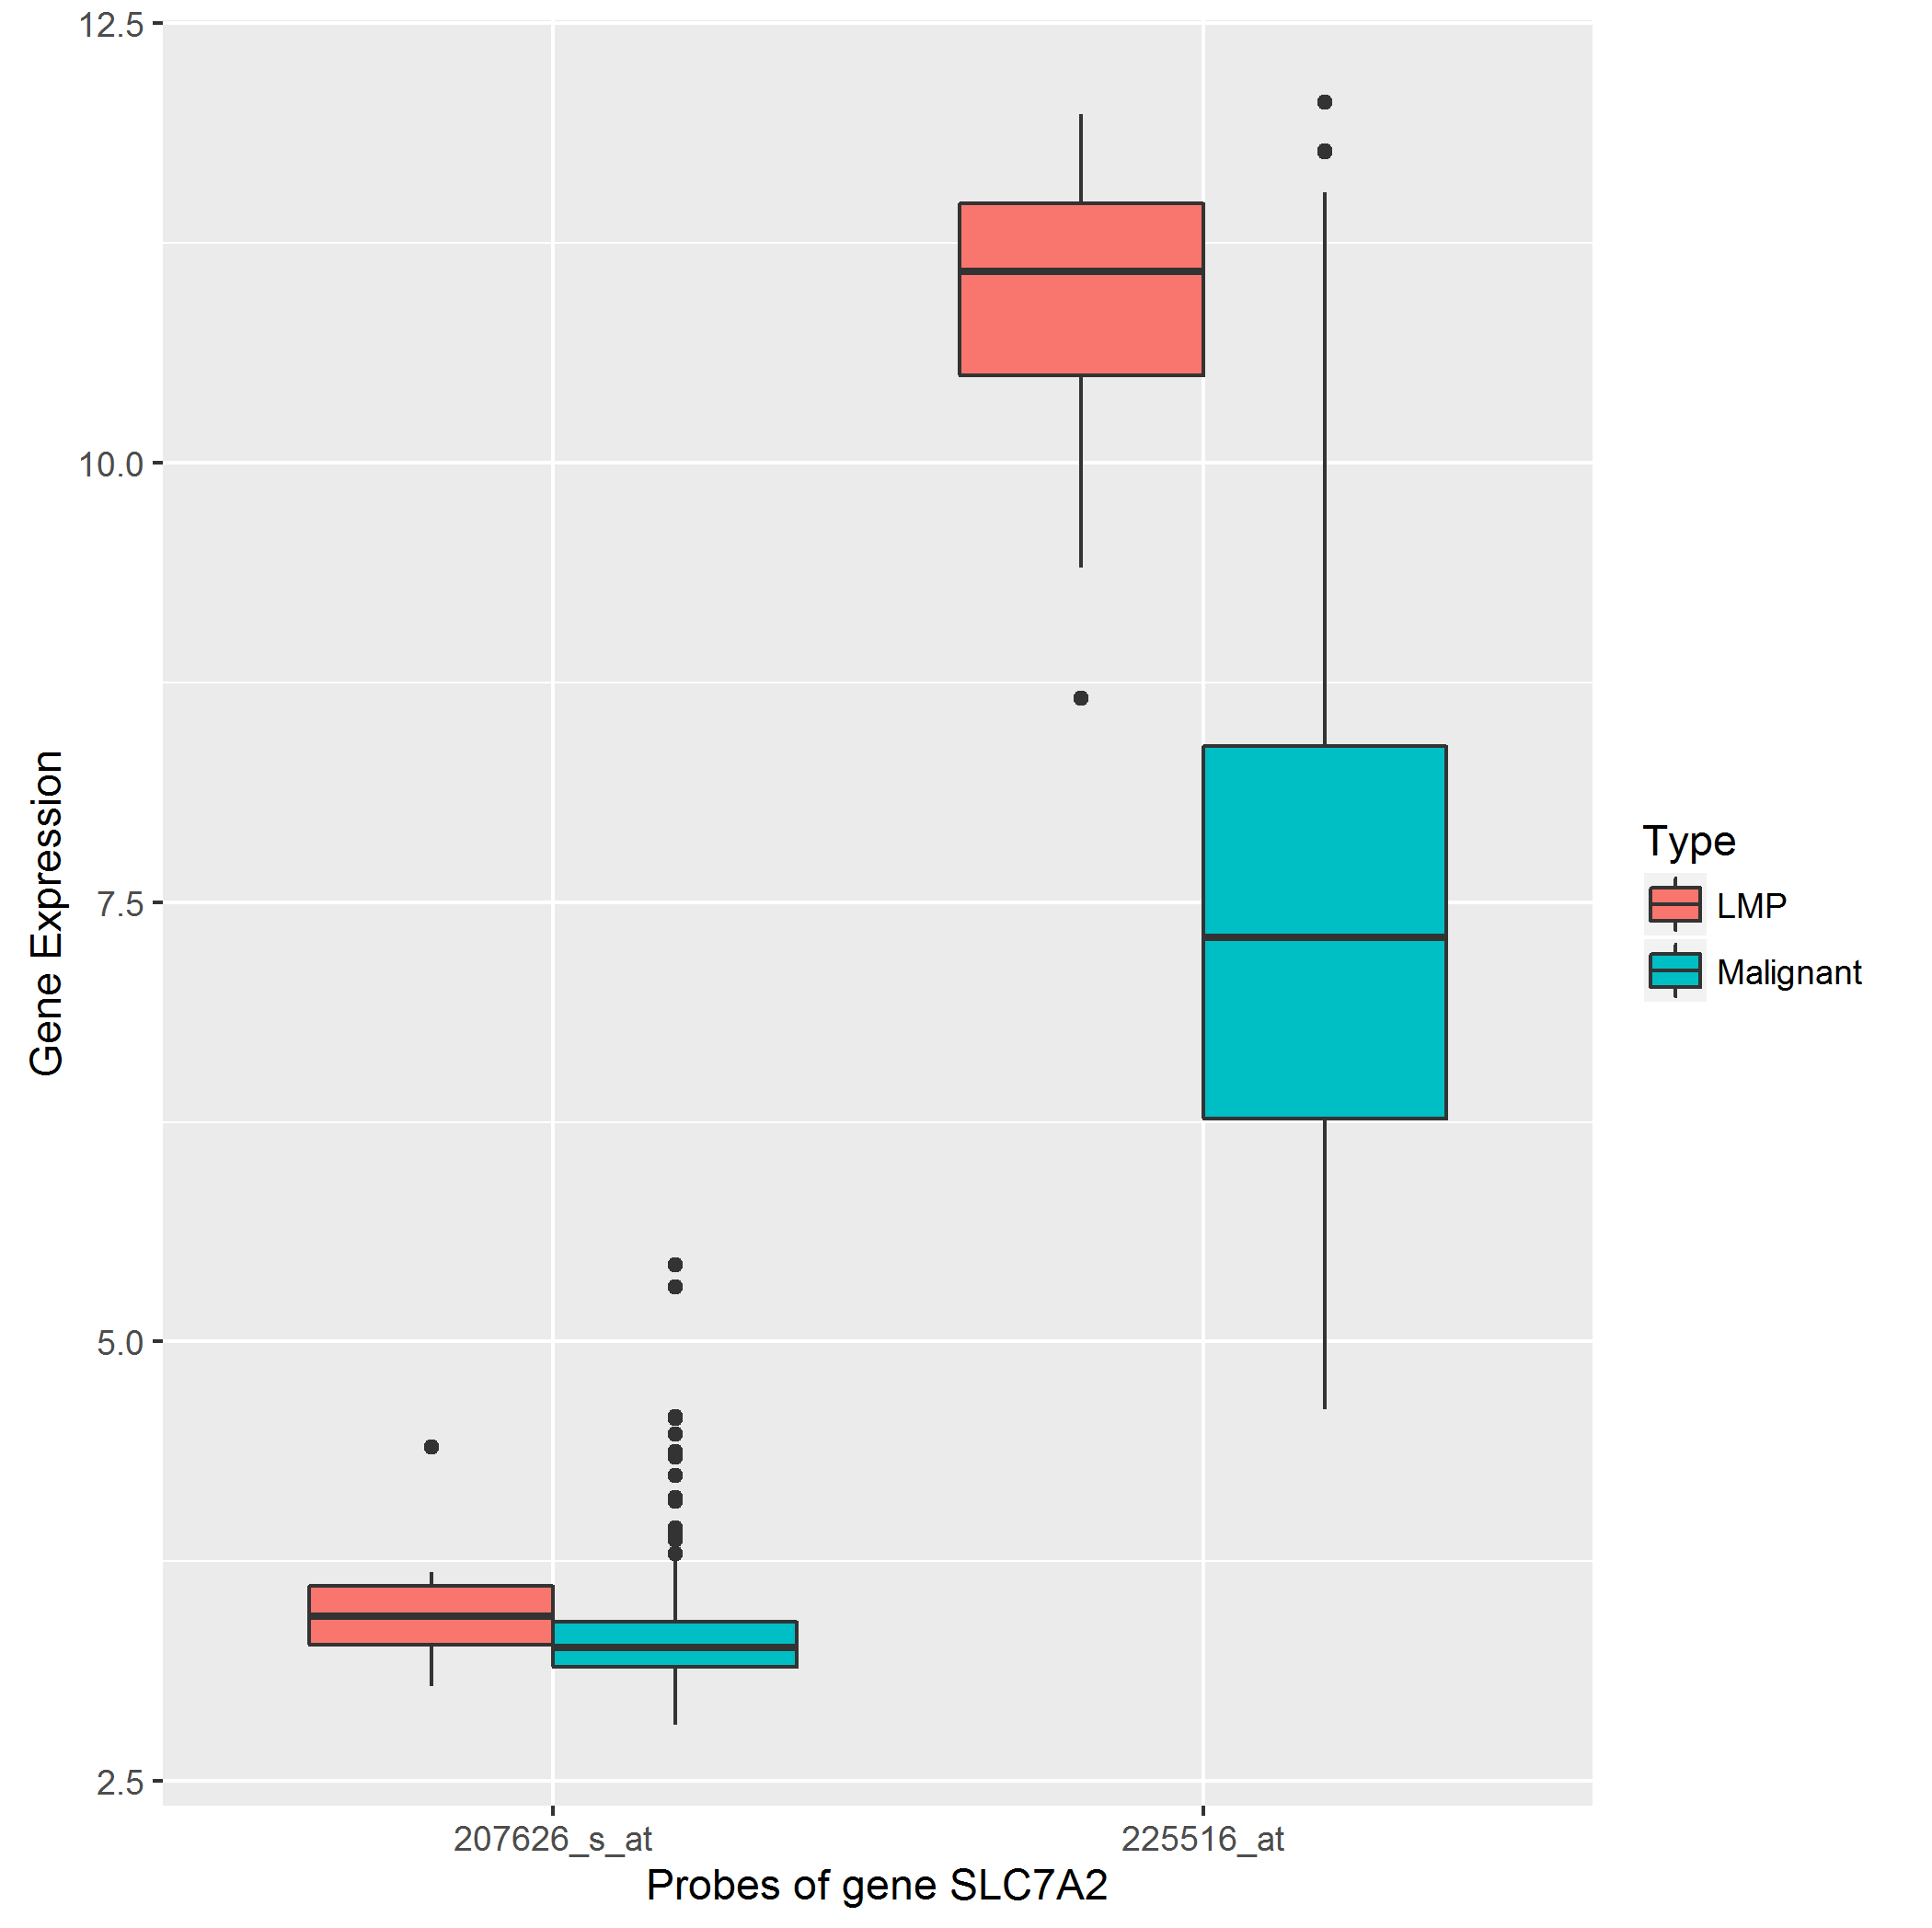 12.5
10.0
7.5
5.0
2.5
Gene Expression
207626_s_at
225516_at
Probes of gene SLC7A2
Type
LMP
Malignant